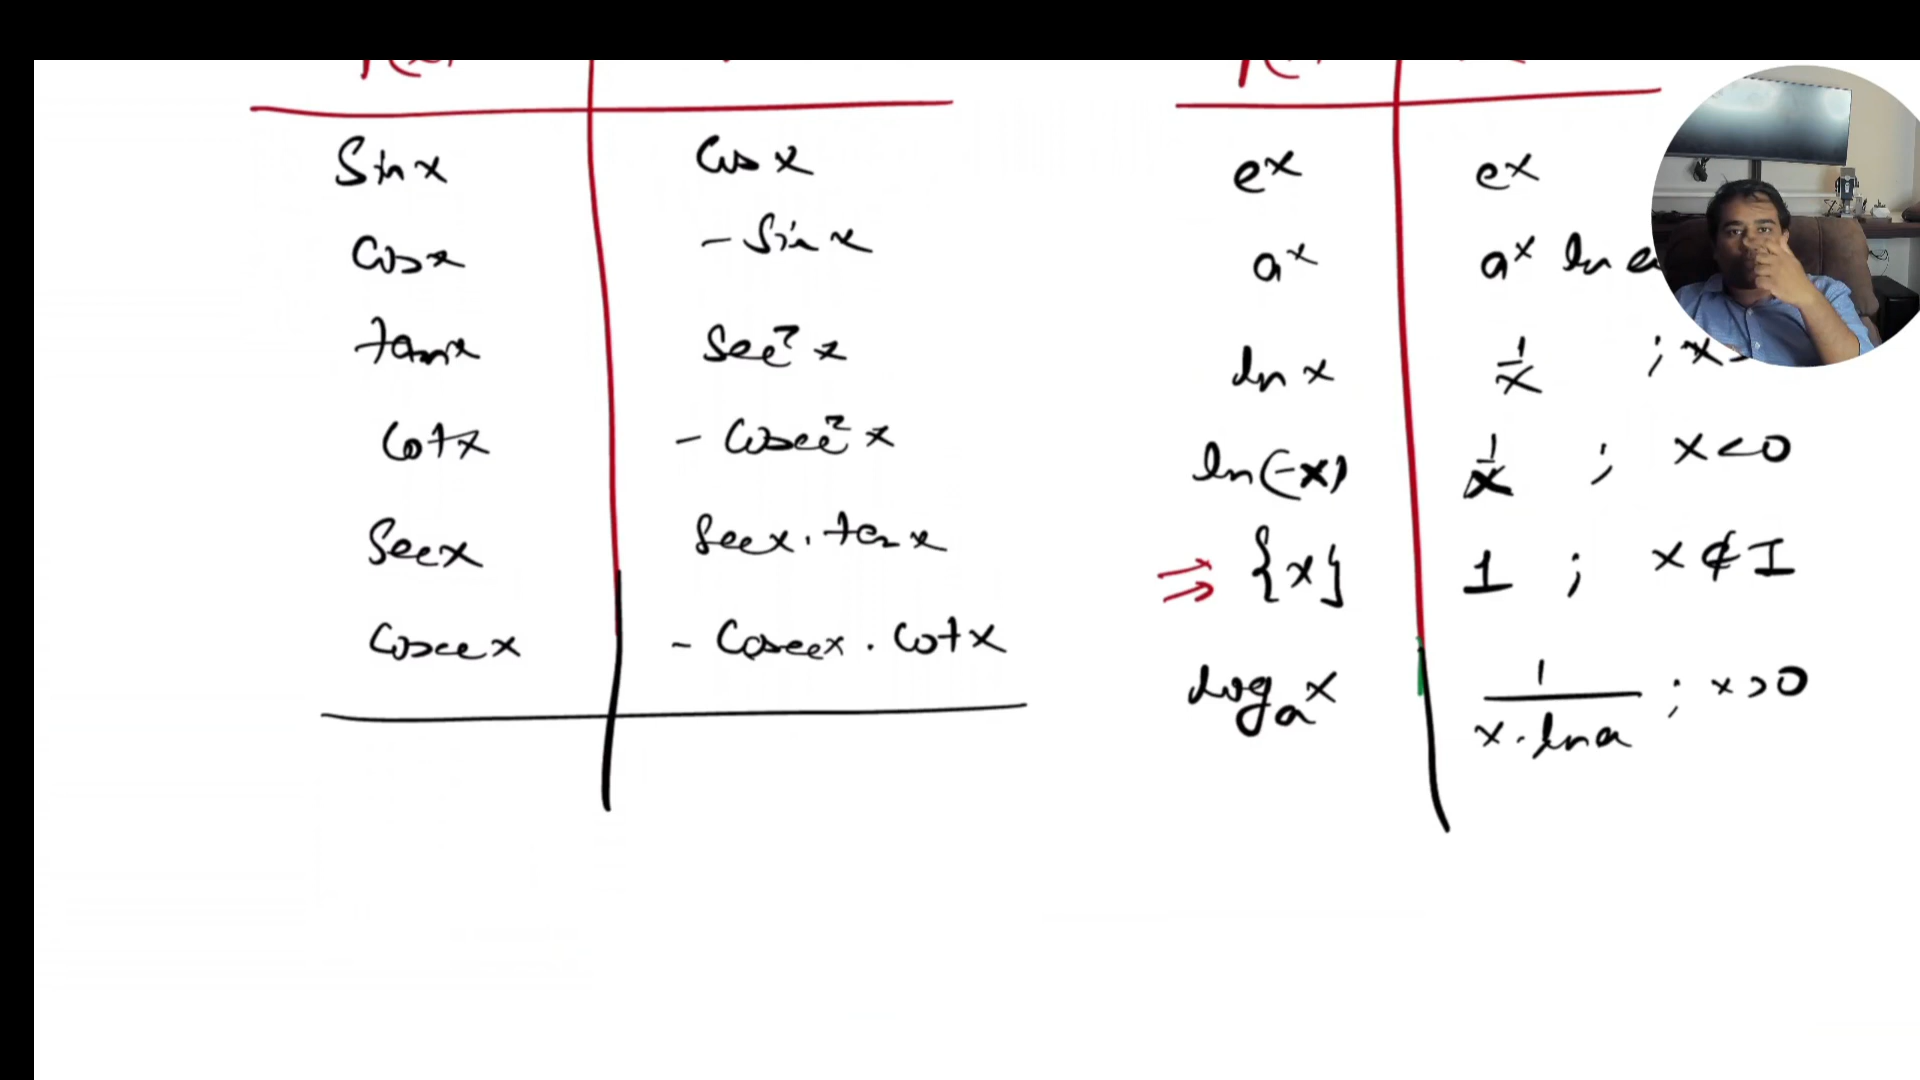 Sin x | Cos x
Cos x | - Sin x
tan x | Sec² x
Cot x | - Cosec² x
Sec x | Sec x . tan x
Cosec x | - Cosec x . Cot x
eˣ | eˣ
aˣ | aˣ ln a
ln x | 1/x ; x>
ln(-x) | 1/x ; x<0
⇒ {x} | 1 ; x ∉ I
logₐ x | 1/(x . ln a) ; x>0